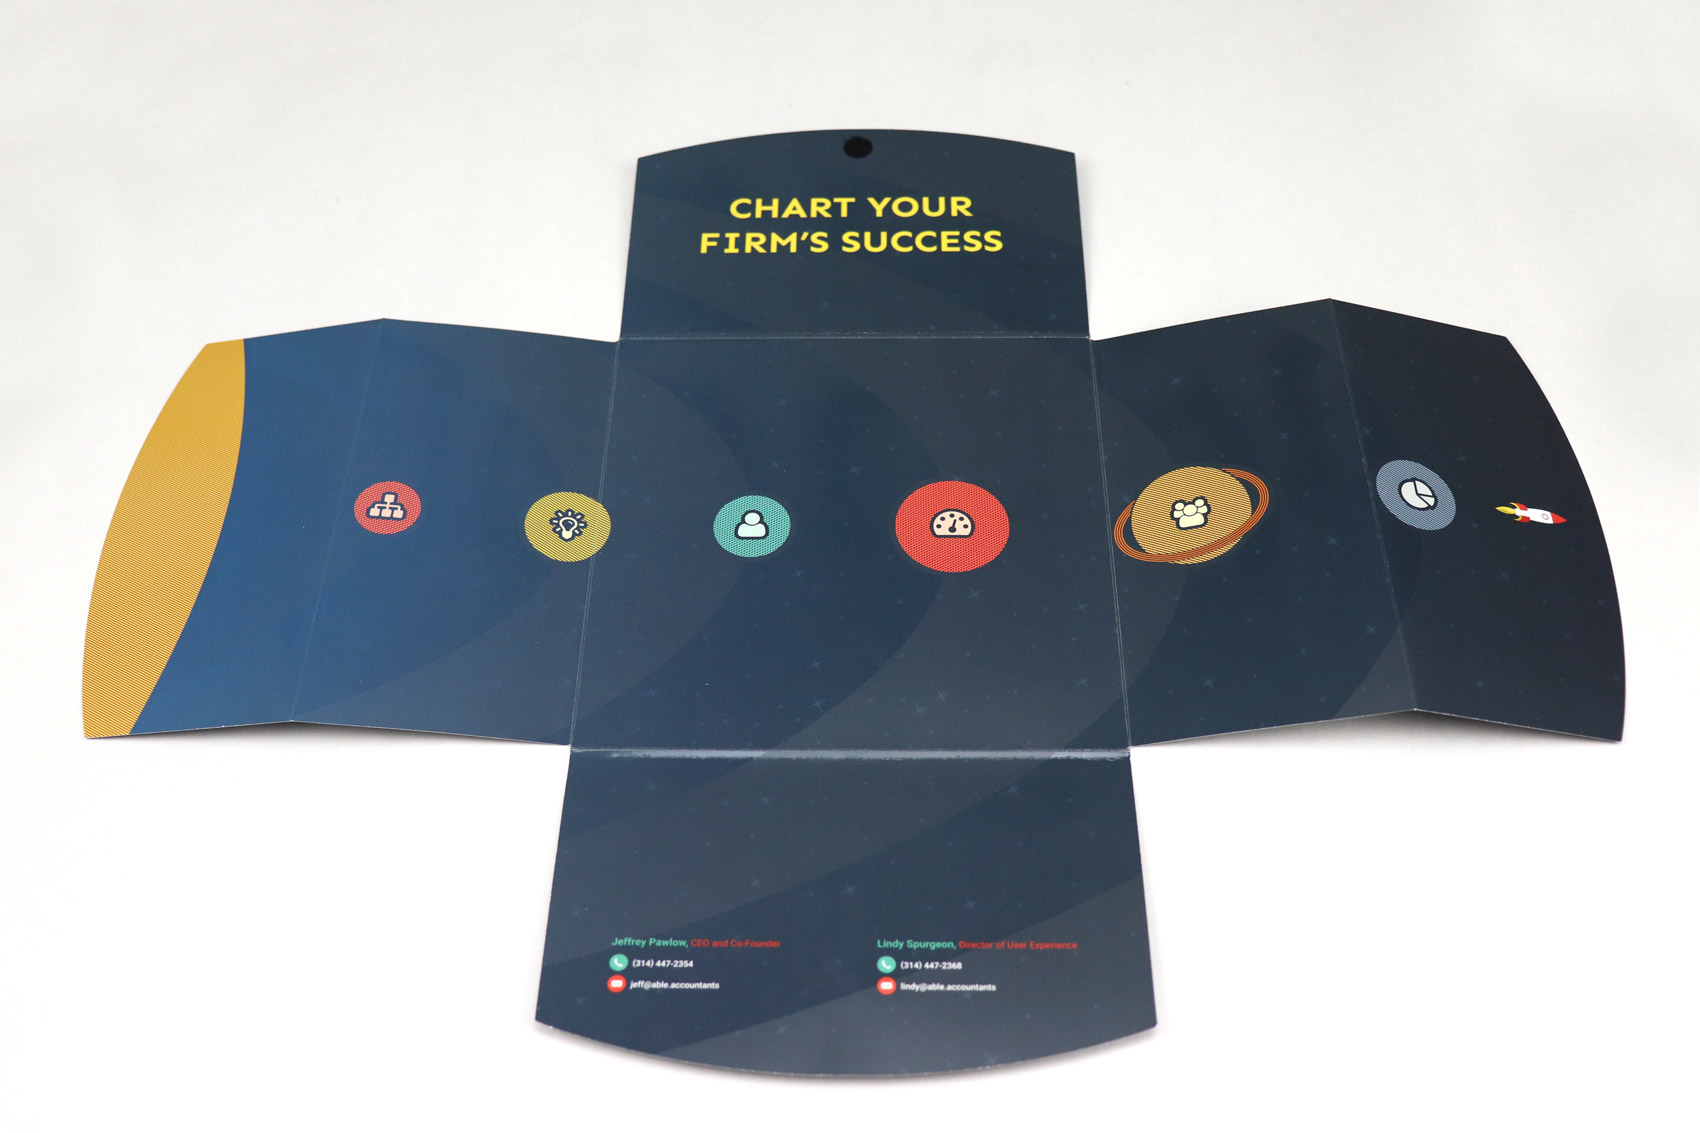 CHART YOUR
FIRM'S SUCCESS
Jeffrey Pawlow, CEO and Co-Founder
(314) 447-2354
jeff@able.accountants
Lindy Spurgeon, Director of User Experience
(314) 447-2368
lindy@able.accountants